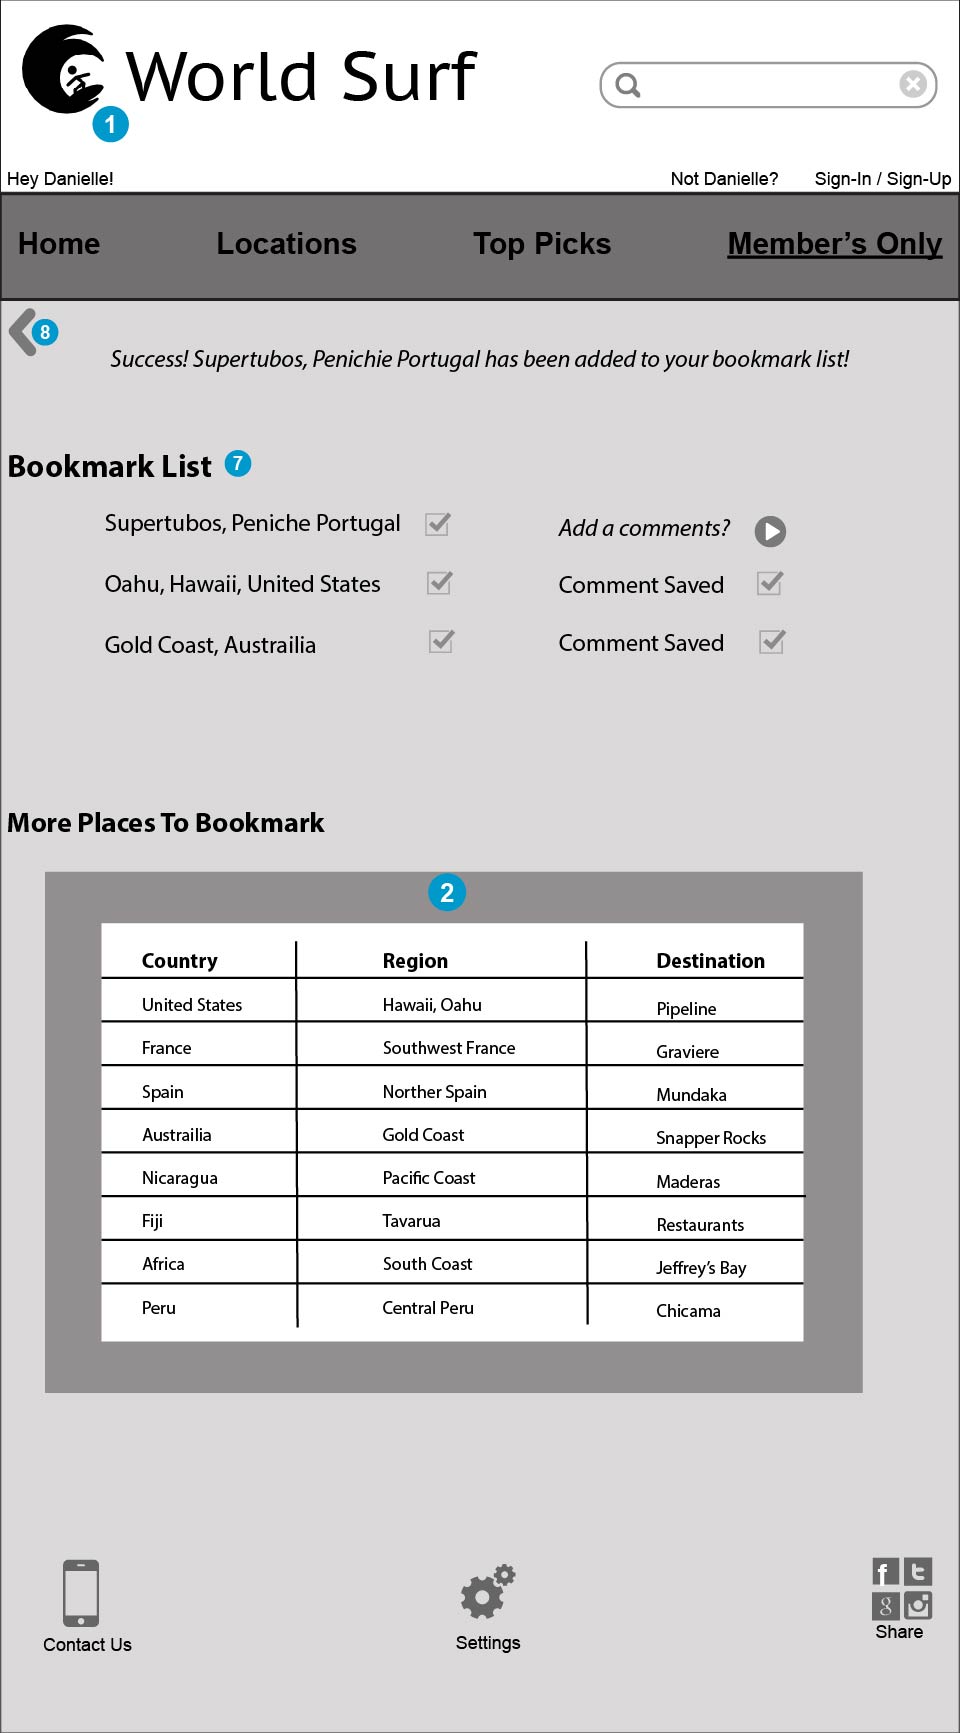 World Surf
1
Hey Danielle! Not Danielle? Sign-In / Sign-Up
Home Locations Top Picks Member’s Only
8
Success! Supertubos, Penichie Portugal has been added to your bookmark list!
Bookmark List 7
Supertubos, Peniche Portugal Add a comments?
Oahu, Hawaii, United States Comment Saved
Gold Coast, Austrailia Comment Saved
More Places To Bookmark
2
Country Region Destination
United States Hawaii, Oahu Pipeline
France Southwest France Graviere
Spain Norther Spain Mundaka
Austrailia Gold Coast Snapper Rocks
Nicaragua Pacific Coast Maderas
Fiji Tavarua Restaurants
Africa South Coast Jeffrey’s Bay
Peru Central Peru Chicama
f t
g
Contact Us Settings Share